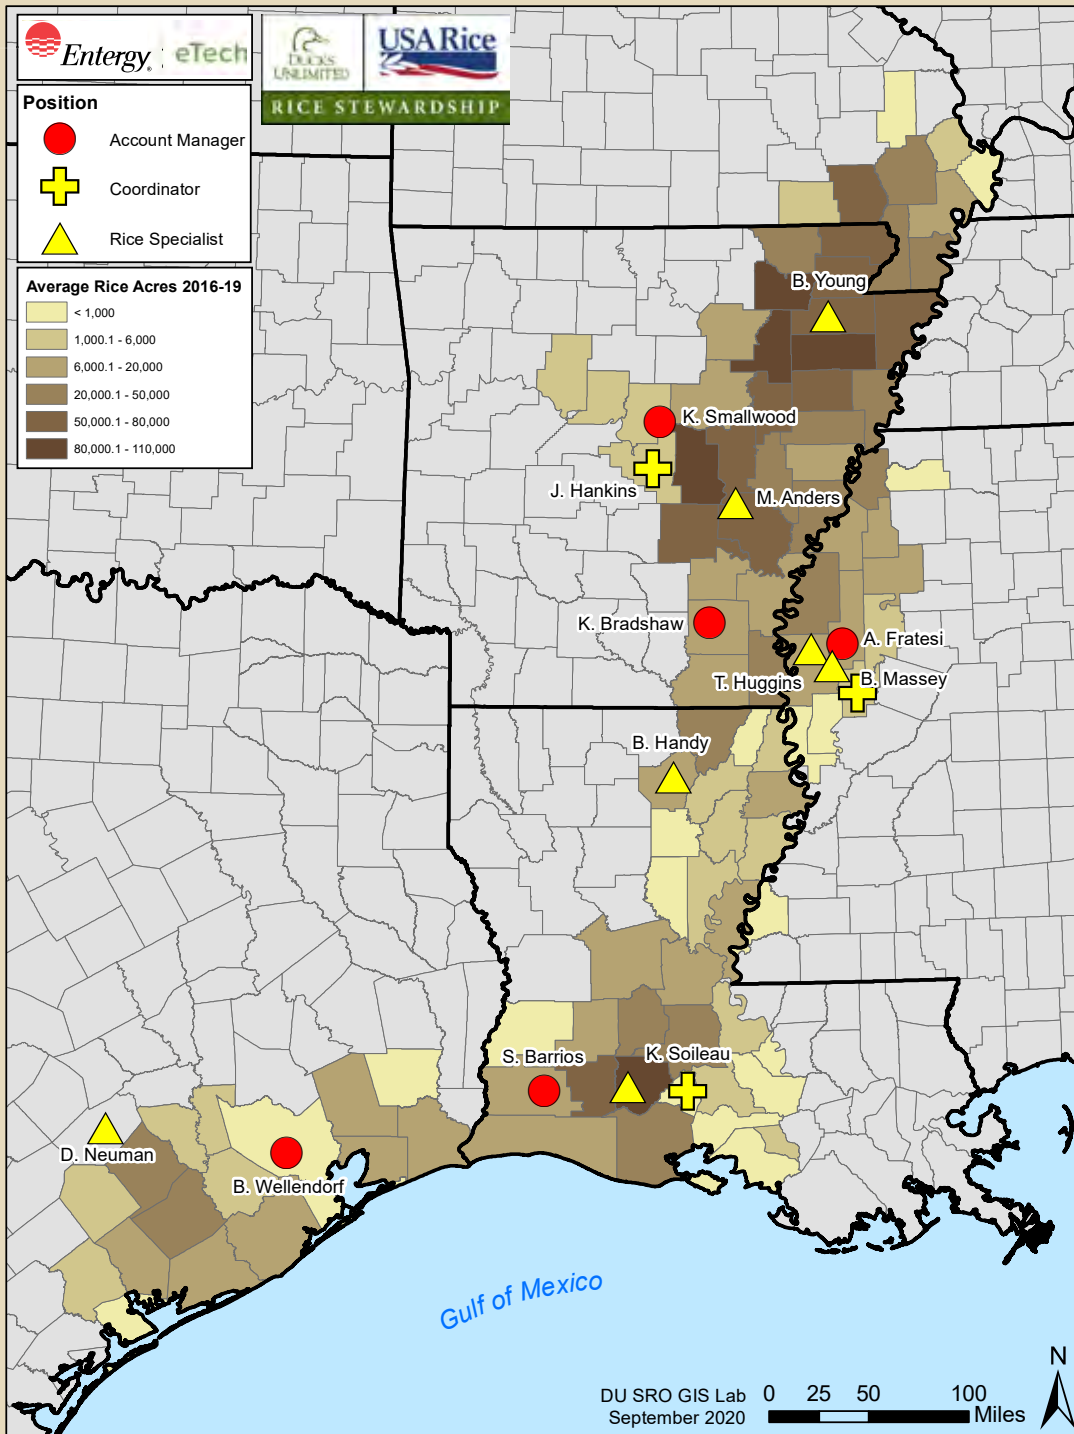 Entergy
eTech
DUCKS
UNLIMITED
USA Rice
RICE STEWARDSHIP
Position
Account Manager
Coordinator
Rice Specialist
Average Rice Acres 2016-19
< 1,000
1,000.1 - 6,000
6,000.1 - 20,000
20,000.1 - 50,000
50,000.1 - 80,000
80,000.1 - 110,000
B. Young
K. Smallwood
J. Hankins
M. Anders
K. Bradshaw
A. Fratesi
T. Huggins
B. Massey
B. Handy
S. Barrios
K. Soileau
D. Neuman
B. Wellendorf
Gulf of Mexico
N
DU SRO GIS Lab
September 2020
0 25 50 100
Miles